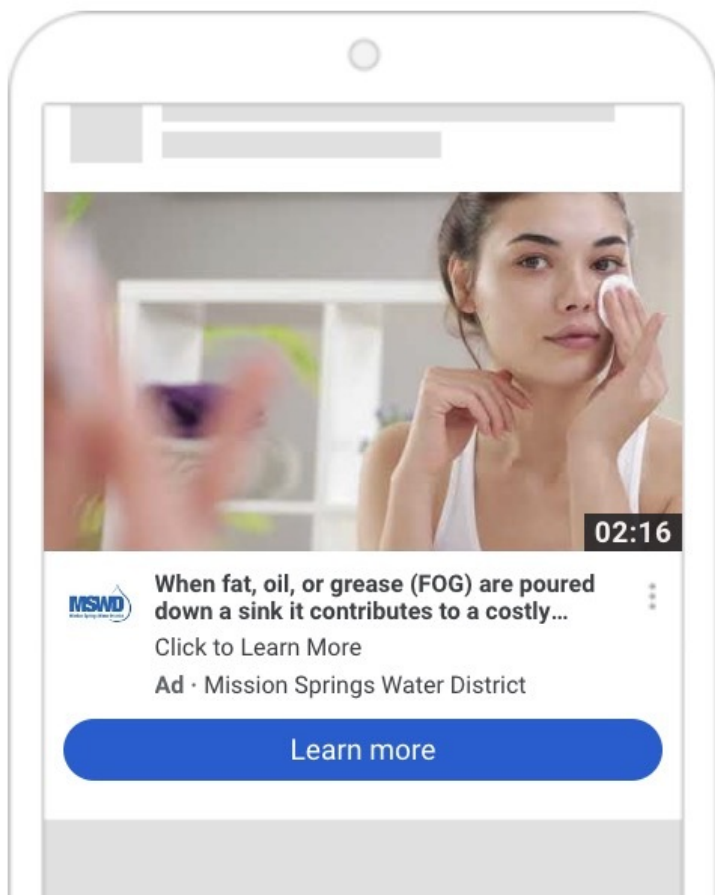 02:16
MSWD
When fat, oil, or grease (FOG) are poured
down a sink it contributes to a costly...
Click to Learn More
Ad · Mission Springs Water District
Learn more